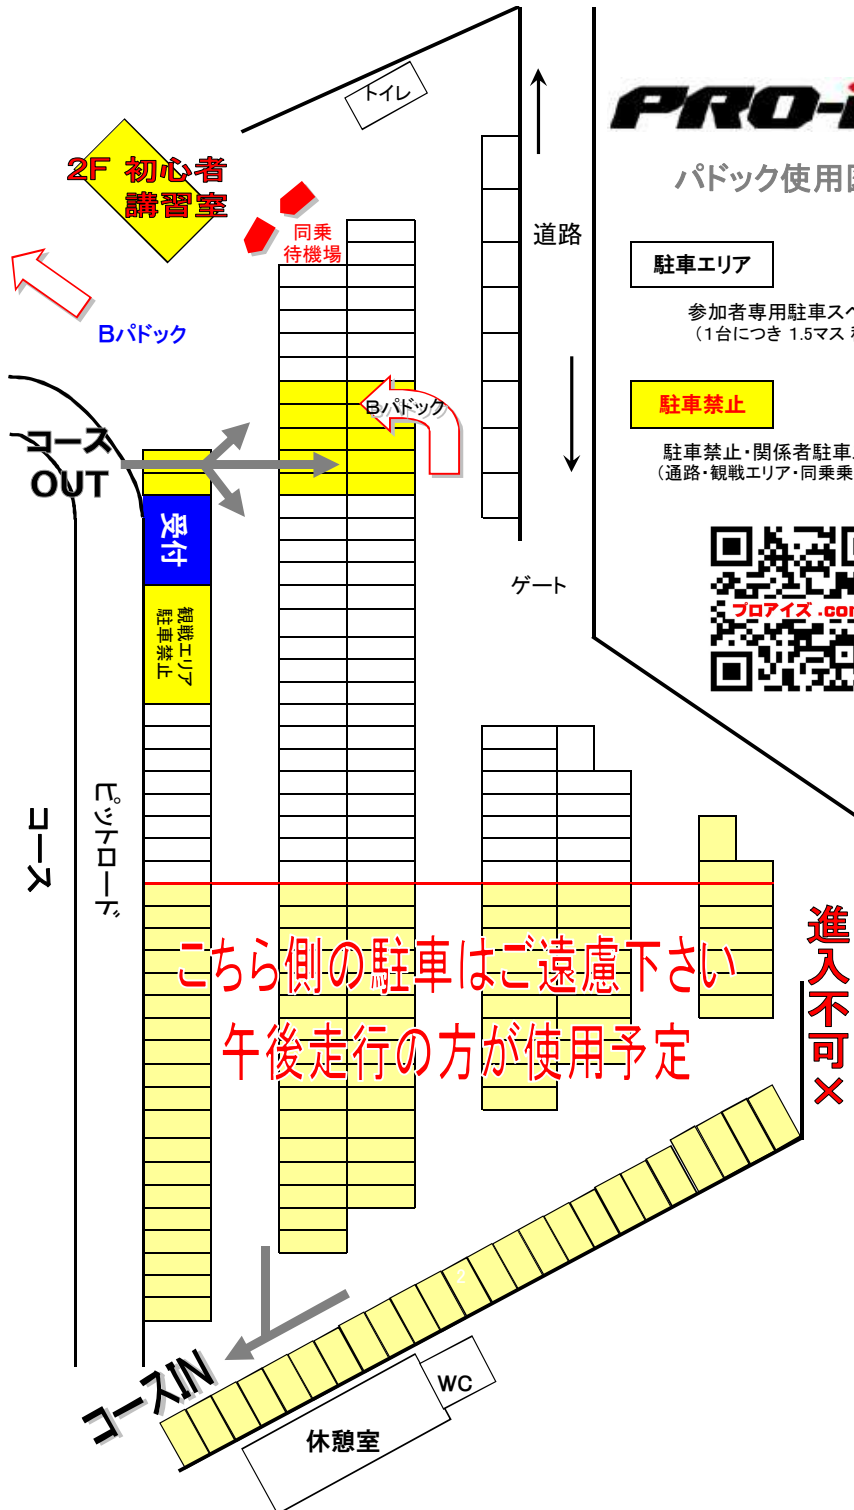 トイレ
PRO-i
2F 初心者
講習室
パドック使用
同乗
待機場
道路
駐車エリア
Bパドック
参加者専用駐車ス
(1台につき 1.5マス
Bパドック
駐車禁止
コース
OUT
駐車禁止・関係者駐車
(通路・観戦エリア・同乗乗
受付
プロアイズ.com
ゲート
観戦エリア
駐車禁止
ピットロード
コース
こちら側の駐車はご遠慮下さい
午後走行の方が使用予定
進入不可×
2
コースIN
WC
休憩室